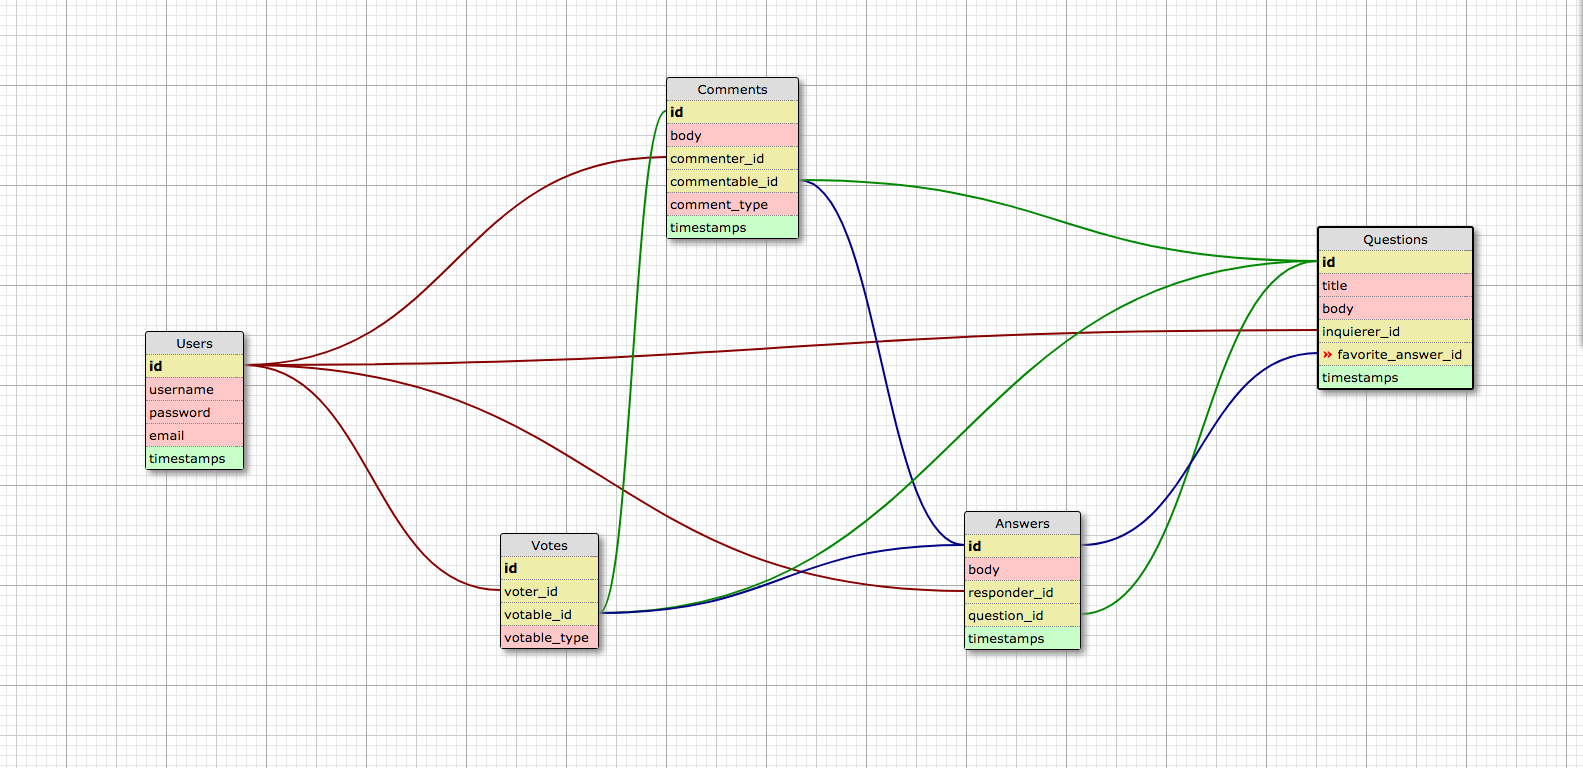 Comments
id
body
commenter_id
commentable_id
comment_type
timestamps
Questions
id
title
body
inquierer_id
» favorite_answer_id
timestamps
Users
id
username
password
email
timestamps
Votes
id
voter_id
votable_id
votable_type
Answers
id
body
responder_id
question_id
timestamps